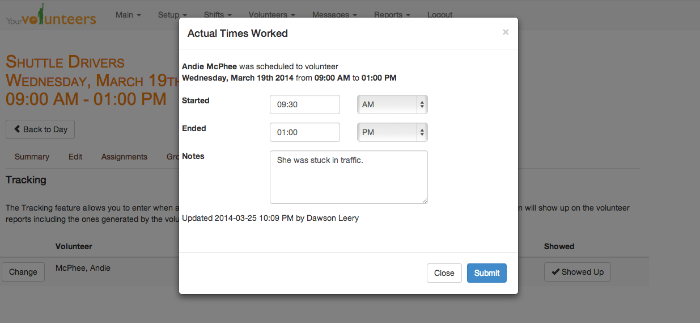 Your volunteers
Main Setup Shifts Volunteers Messages Reports Logout
SHUTTLE DRIVERS
WEDNESDAY, MARCH 19TH
09:00 AM - 01:00 PM
Back to Day
Summary Edit Assignments
Tracking
The Tracking feature allows you to enter when a
will show up on the volunteer
reports including the ones generated by the
Volunteer Showed
Change McPhee, Andie Showed Up
Actual Times Worked ×
Andie McPhee was scheduled to volunteer
Wednesday, March 19th 2014 from 09:00 AM to 01:00 PM
Started 09:30 AM
Ended 01:00 PM
Notes She was stuck in traffic.
Updated 2014-03-25 10:09 PM by Dawson Leery
Close Submit